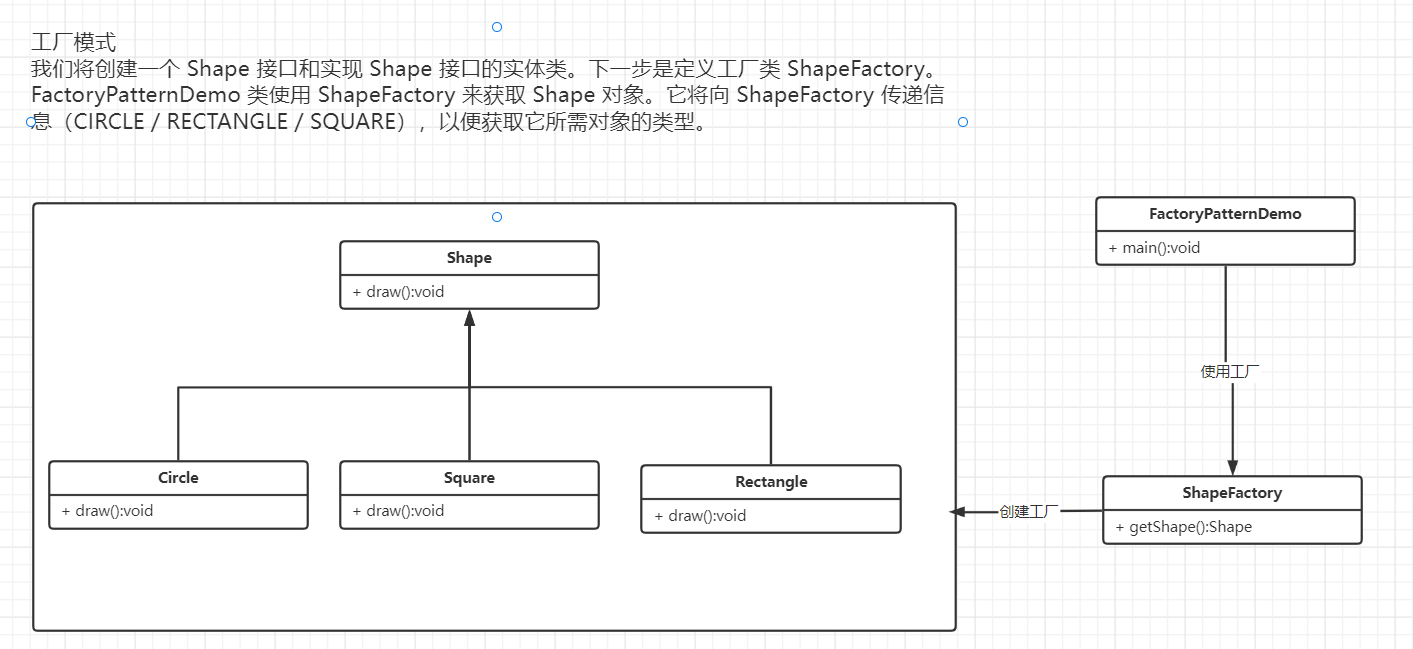 工厂模式
我们将创建一个 Shape 接口和实现 Shape 接口的实体类。下一步是定义工厂类 ShapeFactory。
FactoryPatternDemo 类使用 ShapeFactory 来获取 Shape 对象。它将向 ShapeFactory 传递信
息（CIRCLE / RECTANGLE / SQUARE），以便获取它所需对象的类型。
FactoryPatternDemo
+ main():void
Shape
+ draw():void
使用工厂
Circle
+ draw():void
Square
+ draw():void
Rectangle
+ draw():void
创建工厂
ShapeFactory
+ getShape():Shape